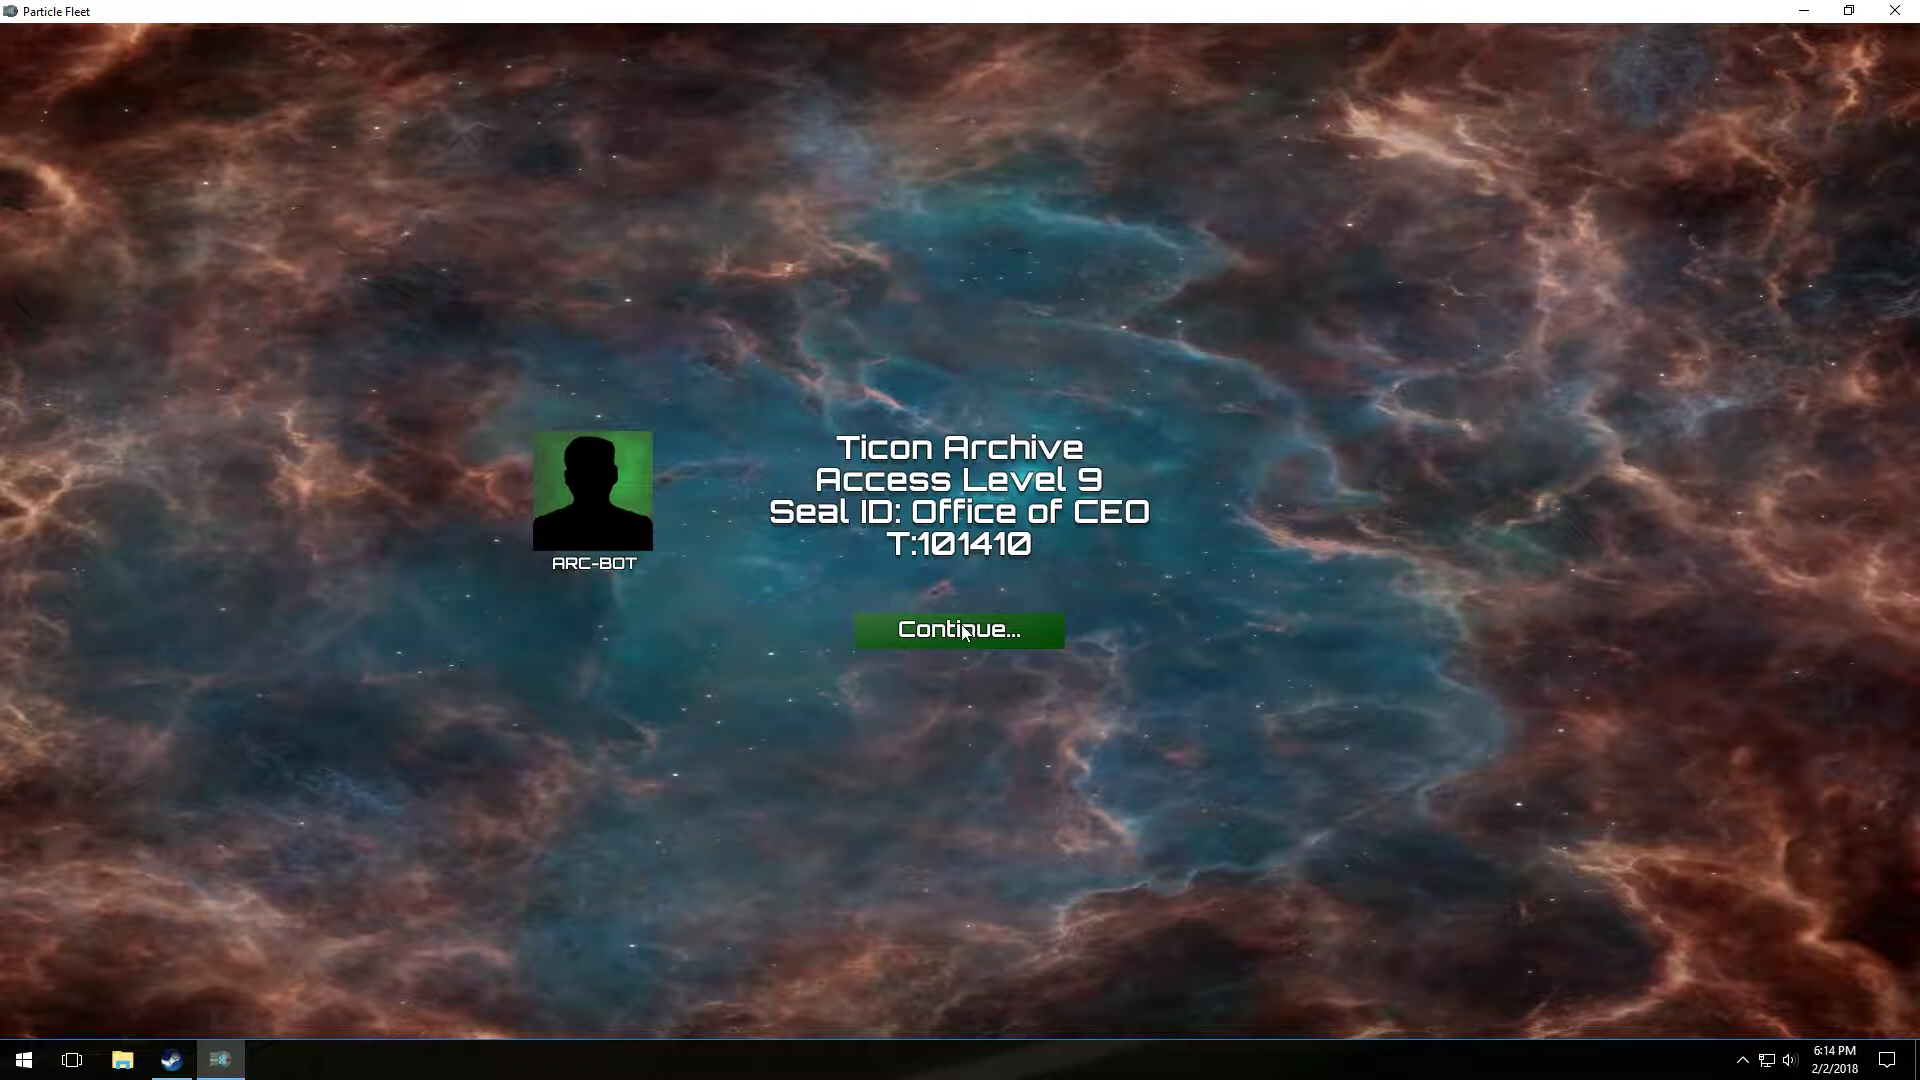 Particle Fleet
Ticon Archive
Access Level 9
Seal ID: Office of CEO
T:101410
ARC-BOT
Continue...
6:14 PM
2/2/2018